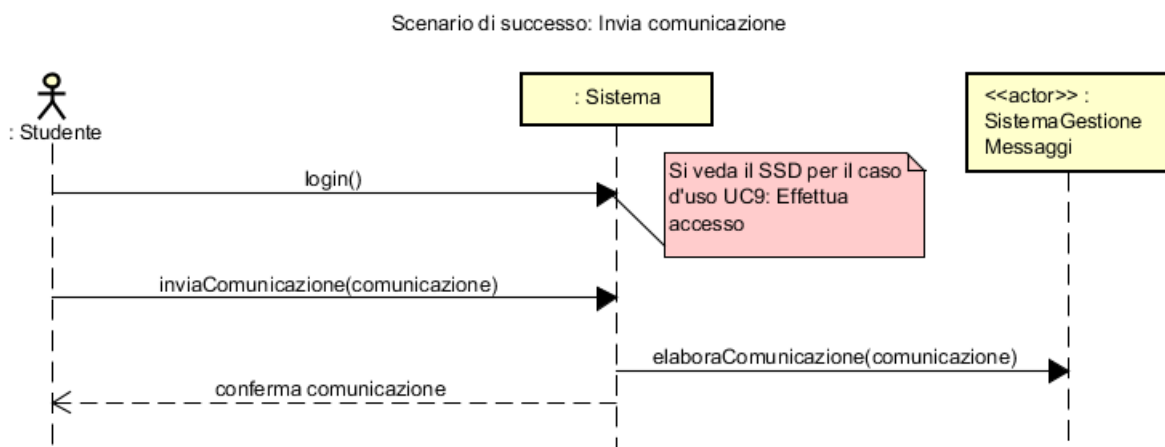 Scenario di successo: Invia comunicazione
: Studente
: Sistema
<<actor>> :
SistemaGestione
Messaggi
login()
Si veda il SSD per il caso
d'uso UC9: Effettua
accesso
inviaComunicazione(comunicazione)
elaboraComunicazione(comunicazione)
conferma comunicazione